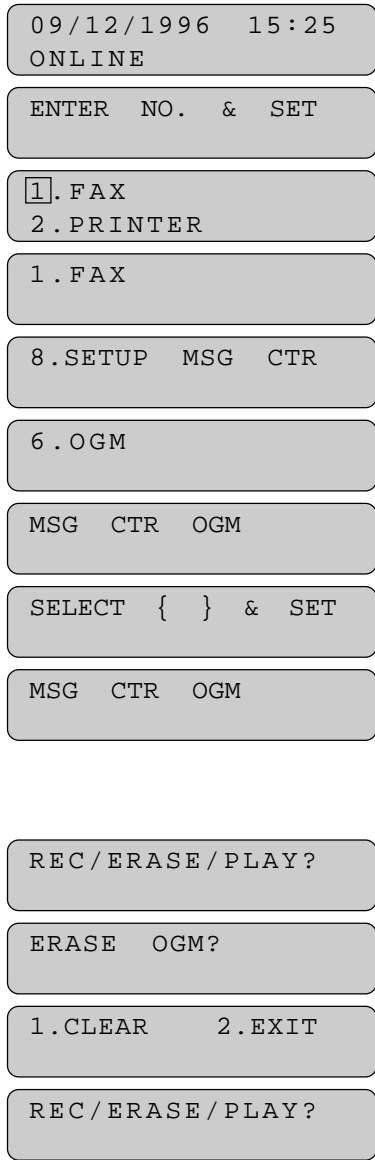 09/12/1996 15:25
ONLINE
ENTER NO. & SET
1.FAX
2.PRINTER
1.FAX
8.SETUP MSG CTR
6.OGM
MSG CTR OGM
SELECT { } & SET
MSG CTR OGM
REC/ERASE/PLAY?
ERASE OGM?
1.CLEAR 2.EXIT
REC/ERASE/PLAY?